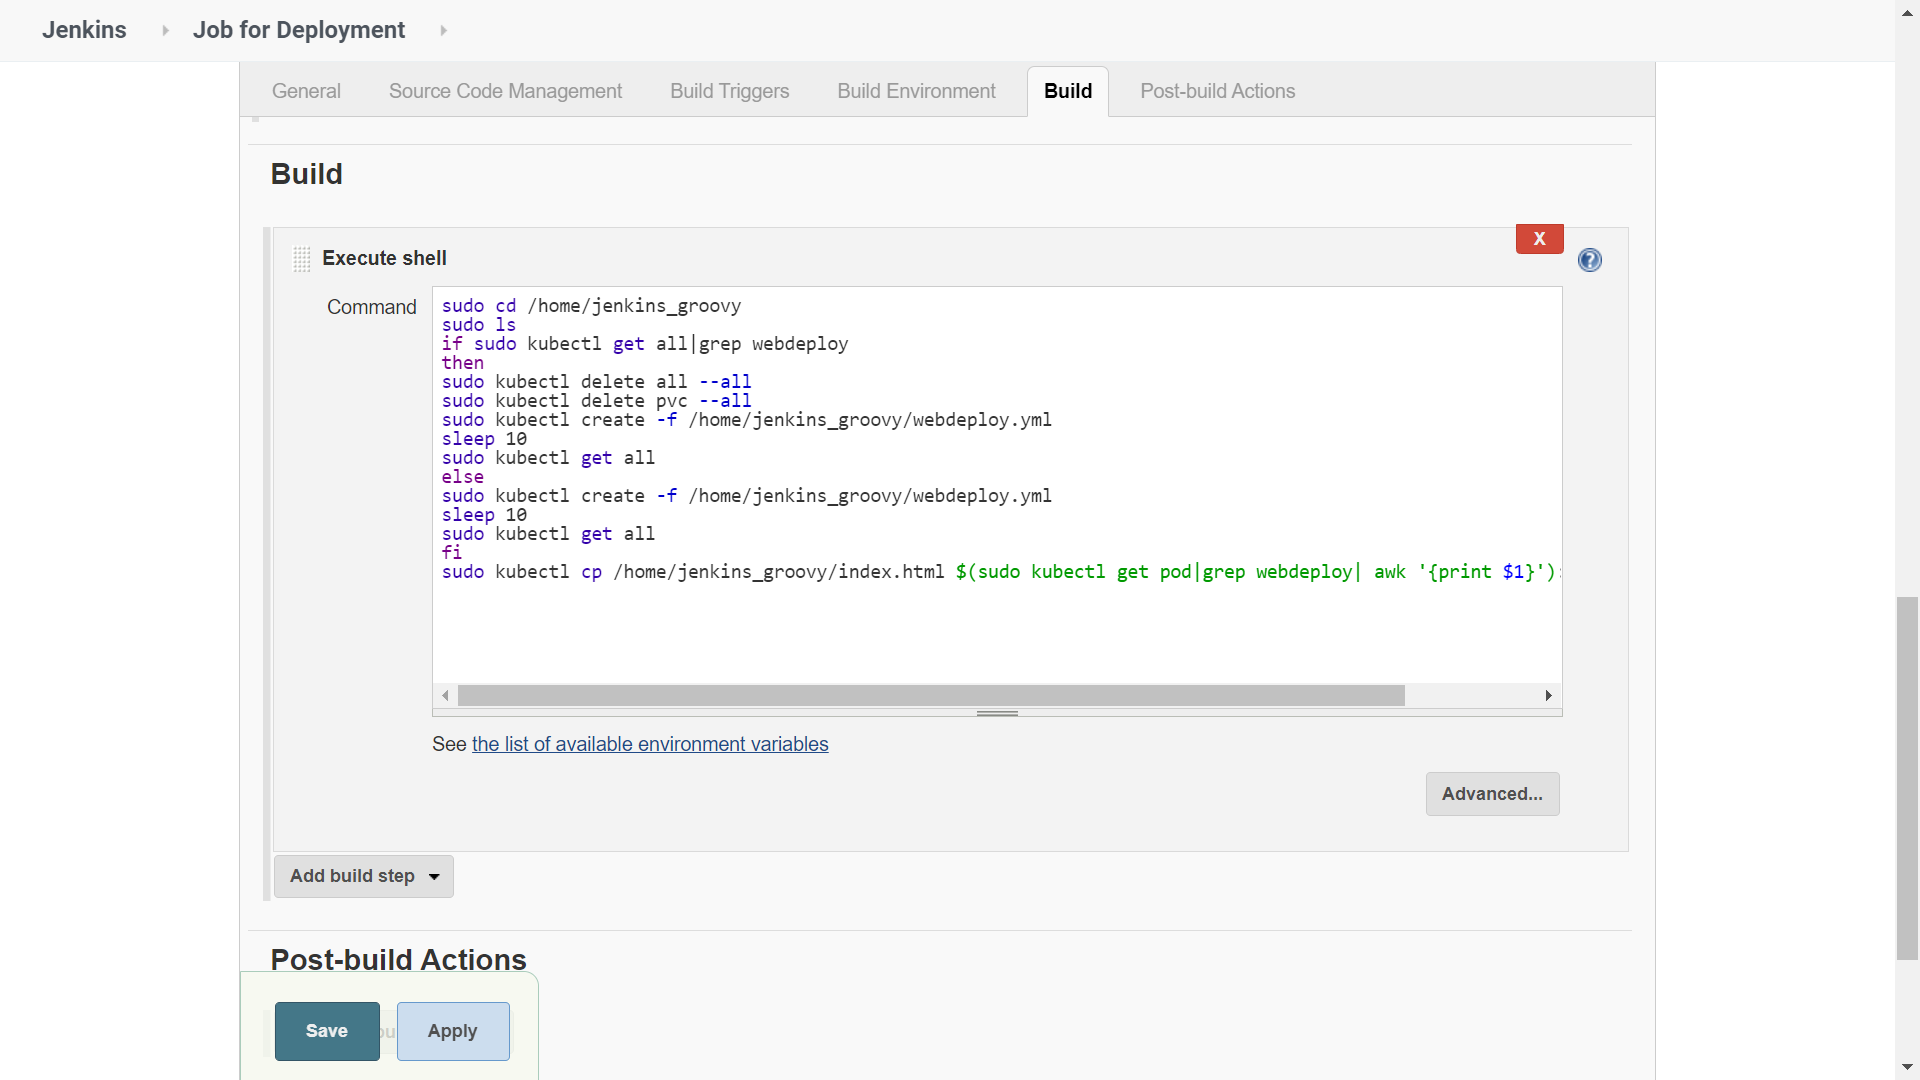 Jenkins Job for Deployment
General Source Code Management Build Triggers Build Environment Build Post-build Actions
Build
X
Execute shell
?
Command
sudo cd /home/jenkins_groovy
sudo ls
if sudo kubectl get all|grep webdeploy
then
sudo kubectl delete all --all
sudo kubectl delete pvc --all
sudo kubectl create -f /home/jenkins_groovy/webdeploy.yml
sleep 10
sudo kubectl get all
else
sudo kubectl create -f /home/jenkins_groovy/webdeploy.yml
sleep 10
sudo kubectl get all
fi
sudo kubectl cp /home/jenkins_groovy/index.html $(sudo kubectl get pod|grep webdeploy| awk '{print $1}'):
See the list of available environment variables
Advanced...
Add build step
Post-build Actions
Save Apply